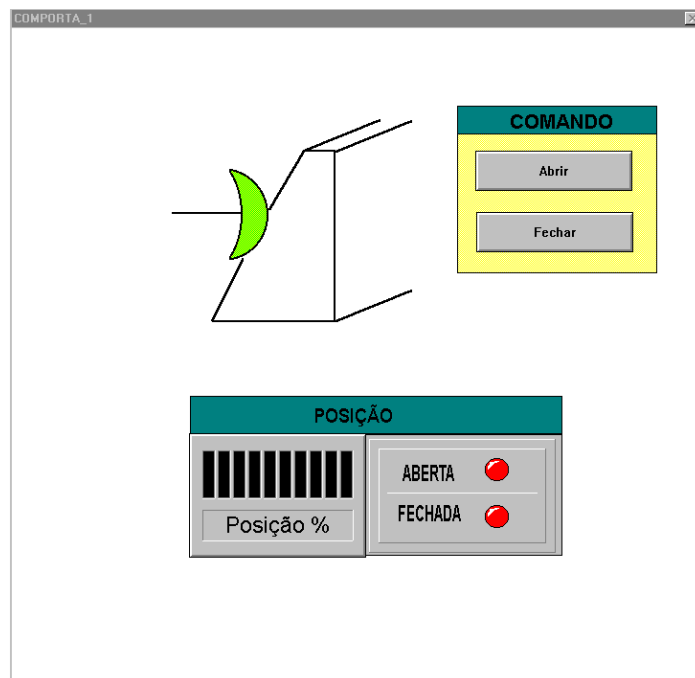 COMPORTA_1
COMANDO
Abrir
Fechar
POSIÇÃO
ABERTA
FECHADA
Posição %